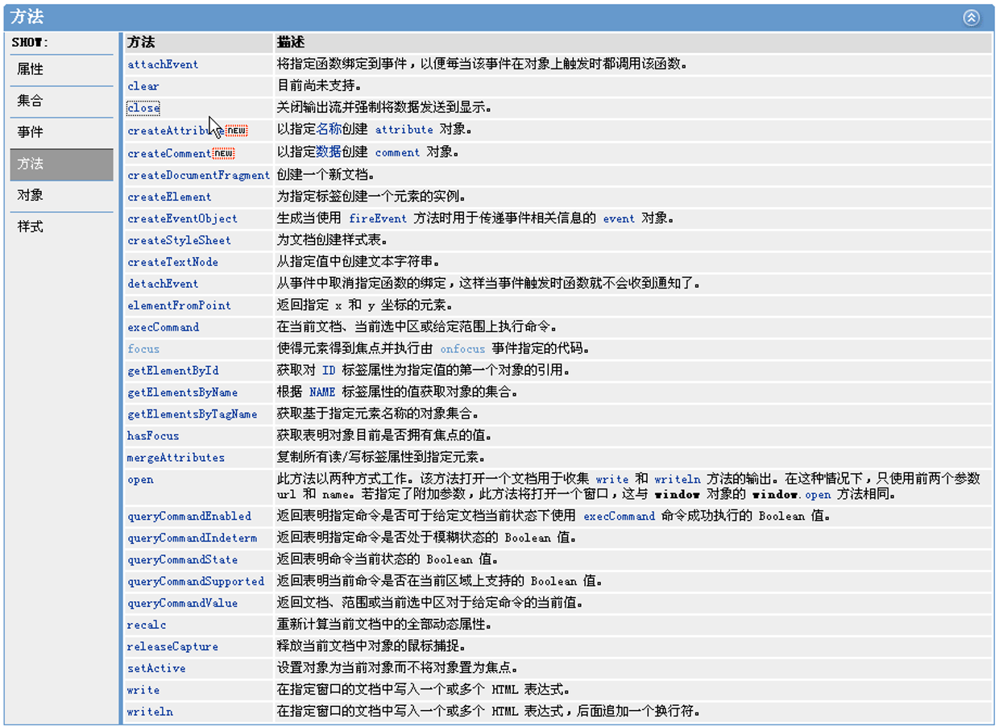 方法
SHOW:
属性
集合
事件
方法
对象
样式
方法 描述
attachEvent 将指定函数绑定到事件，以便每当该事件在对象上触发时都调用该函数。
clear 目前尚未支持。
close 关闭输出流并强制将数据发送到显示。
createAttribute new 以指定名称创建 attribute 对象。
createComment new 以指定数据创建 comment 对象。
createDocumentFragment 创建一个新文档。
createElement 为指定标签创建一个元素的实例。
createEventObject 生成当使用 fireEvent 方法时用于传递事件相关信息的 event 对象。
createStyleSheet 为文档创建样式表。
createTextNode 从指定值中创建文本字符串。
detachEvent 从事件中取消指定函数的绑定，这样当事件触发时函数就不会收到通知了。
elementFromPoint 返回指定 x 和 y 坐标的元素。
execCommand 在当前文档、当前选中区或给定范围上执行命令。
focus 使得元素得到焦点并执行由 onfocus 事件指定的代码。
getElementById 获取对 ID 标签属性为指定值的第一个对象的引用。
getElementsByName 根据 NAME 标签属性的值获取对象的集合。
getElementsByTagName 获取基于指定元素名称的对象集合。
hasFocus 获取表明对象目前是否拥有焦点的值。
mergeAttributes 复制所有读/写标签属性到指定元素。
open 此方法以两种方式工作。该方法打开一个文档用于收集 write 和 writeln 方法的输出。在这种情况下，只使用前两个参数
url 和 name。若指定了附加参数，此方法将打开一个窗口，这与 window 对象的 window.open 方法相同。
queryCommandEnabled 返回表明指定命令是否可于给定文档当前状态下使用 execCommand 命令成功执行的 Boolean 值。
queryCommandIndeterm 返回表明指定命令是否处于模糊状态的 Boolean 值。
queryCommandState 返回表明命令当前状态的 Boolean 值。
queryCommandSupported 返回表明当前命令是否在当前区域上支持的 Boolean 值。
queryCommandValue 返回文档、范围或当前选中区对于给定命令的当前值。
recalc 重新计算当前文档中的全部动态属性。
releaseCapture 释放当前文档中对象的鼠标捕捉。
setActive 设置对象为当前对象而不将对象置为焦点。
write 在指定窗口的文档中写入一个或多个 HTML 表达式。
writeln 在指定窗口的文档中写入一个或多个 HTML 表达式，后面追加一个换行符。